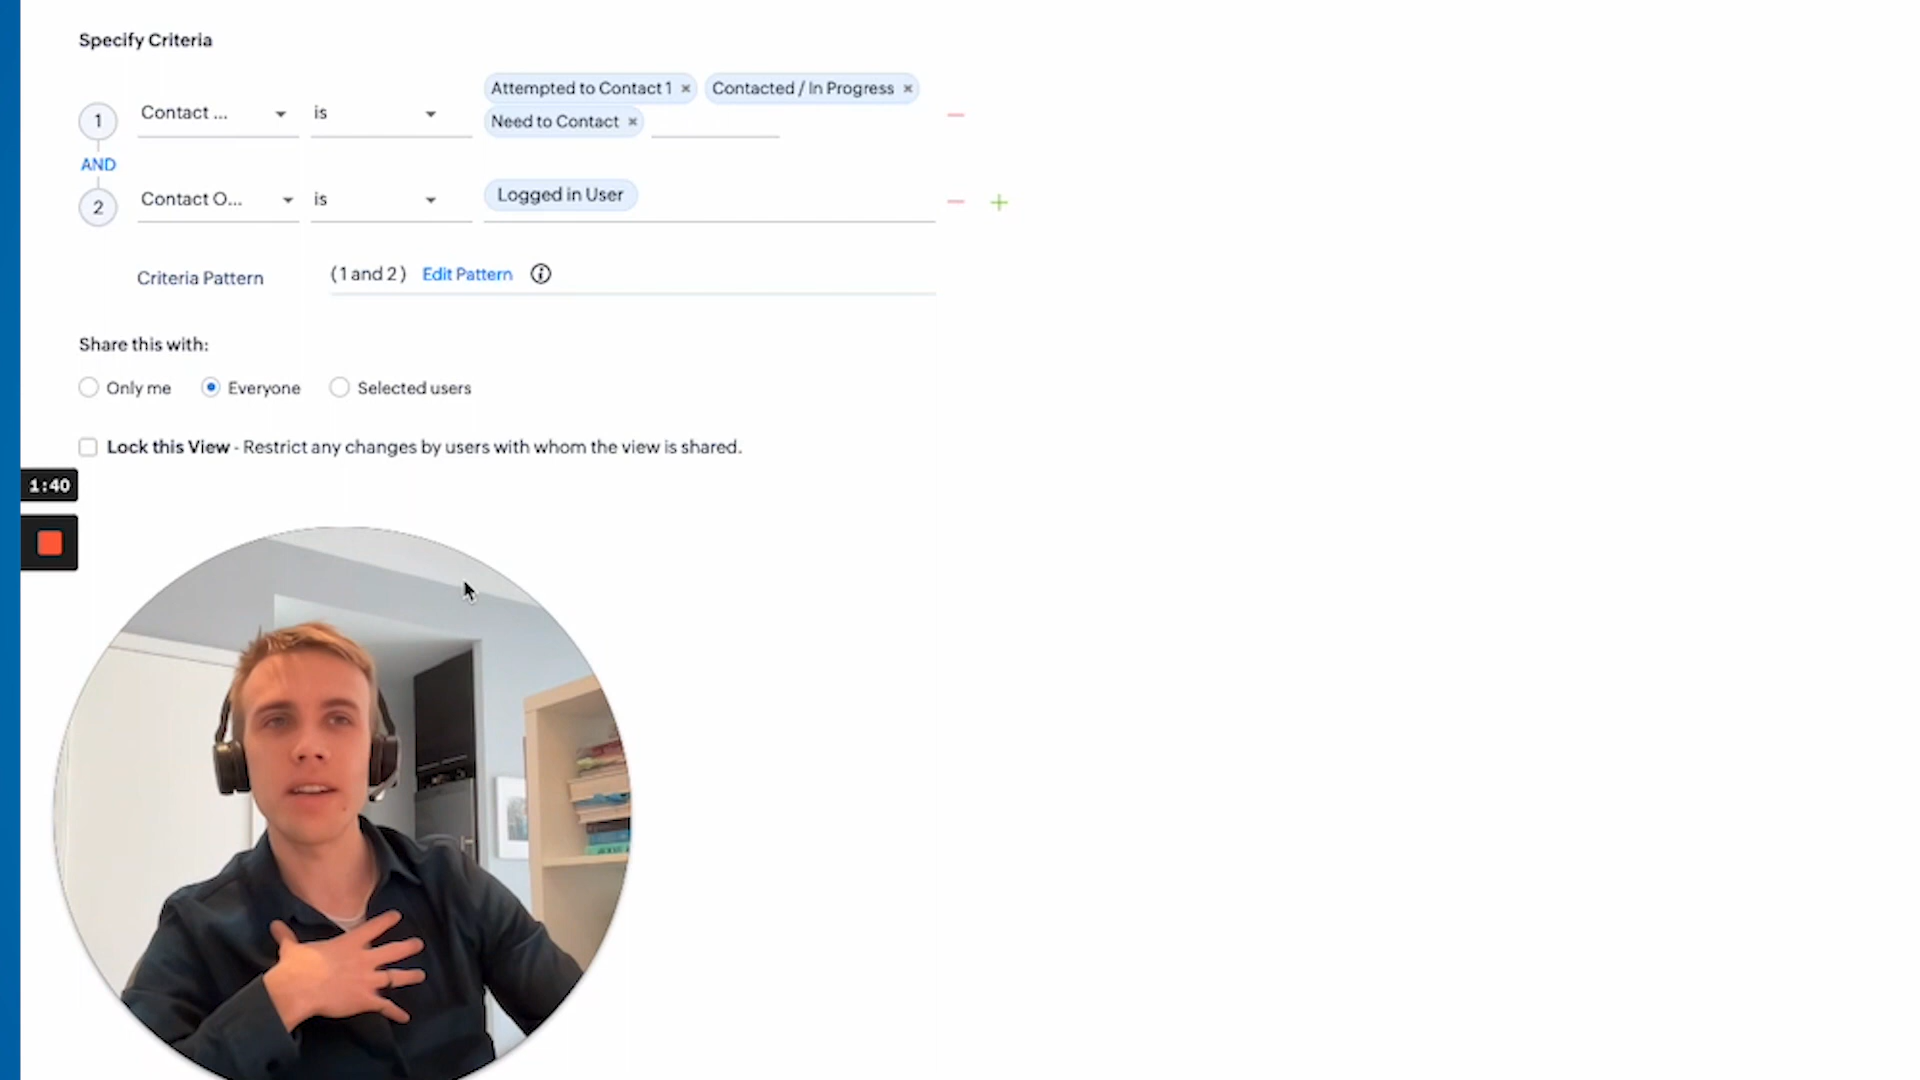 Specify Criteria
Attempted to Contact 1 × Contacted / In Progress ×
1 Contact ... is
Need to Contact ×
AND
2 Contact O... is Logged in User
Criteria Pattern (1 and 2) Edit Pattern
Share this with:
Only me Everyone Selected users
Lock this View - Restrict any changes by users with whom the view is shared.
1:40